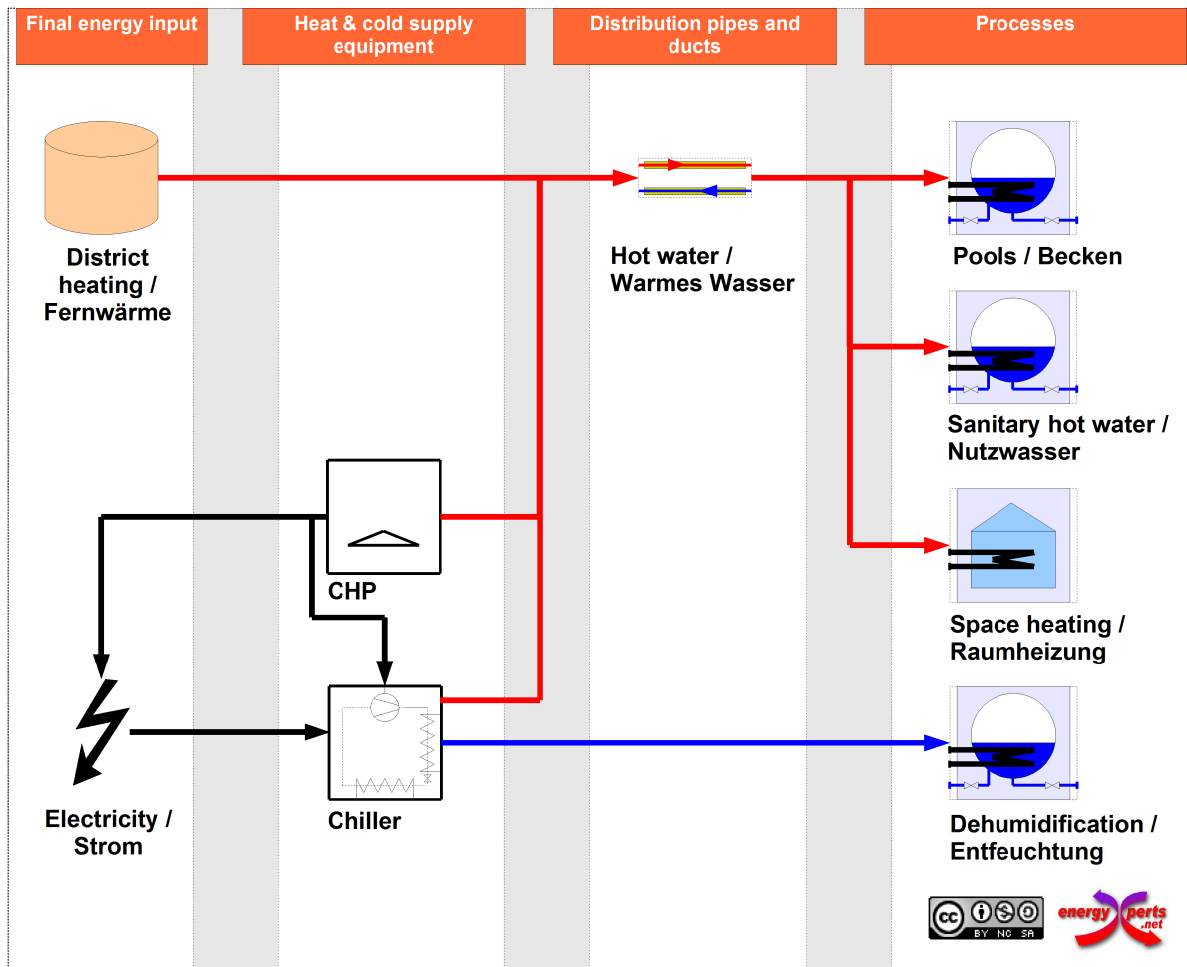 Final energy input
Heat & cold supply
equipment
Distribution pipes and
ducts
Processes
District
heating /
Fernwärme
Hot water /
Warmes Wasser
Pools / Becken
Sanitary hot water /
Nutzwasser
CHP
Space heating /
Raumheizung
Electricity /
Strom
Chiller
Dehumidification /
Entfeuchtung
cc
BY NC SA
energyXperts
.net